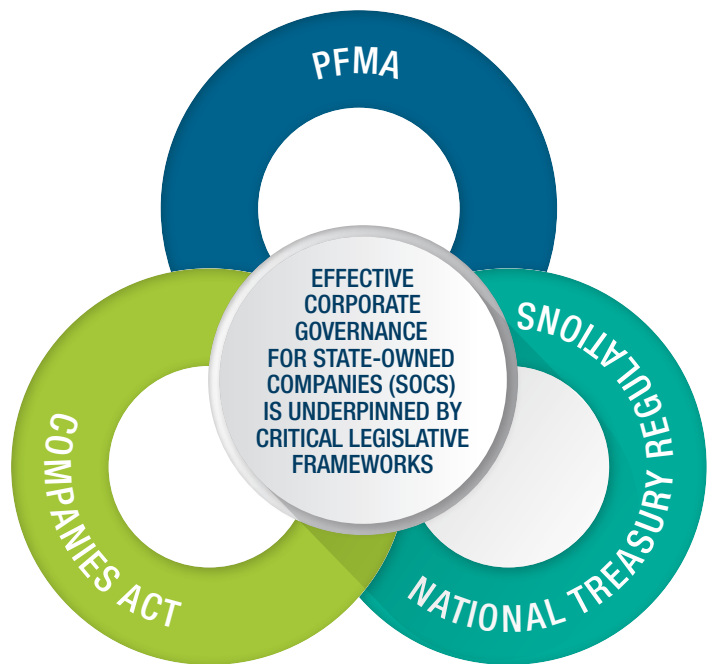 PFMA
EFFECTIVE
CORPORATE
GOVERNANCE
FOR STATE-OWNED
COMPANIES (SOCS)
IS UNDERPINNED BY
CRITICAL LEGISLATIVE
FRAMEWORKS
COMPANIES ACT
NATIONAL TREASURY REGULATIONS